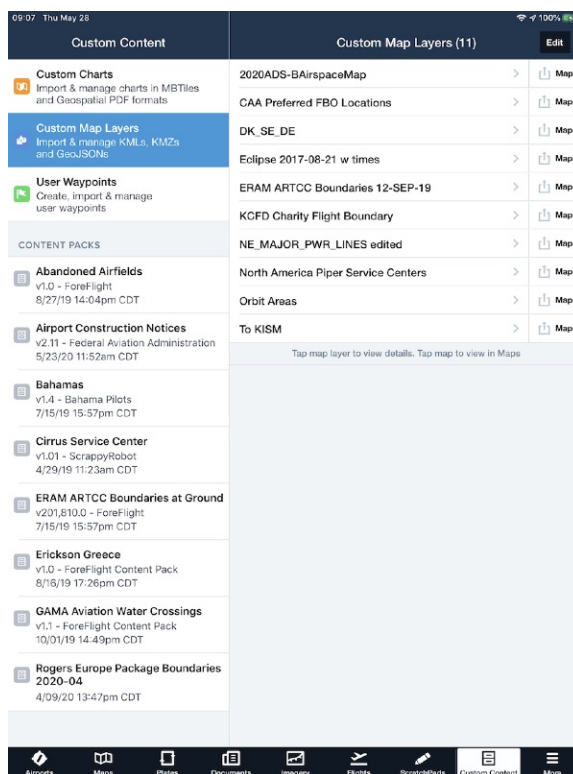 09:07 Thu May 28
100%
Custom Content
Custom Map Layers (11)
Edit
Custom Charts
Import & manage charts in MBTiles
and Geospatial PDF formats
Custom Map Layers
Import & manage KMLs, KMZs
and GeoJSONs
User Waypoints
Create, import & manage
user waypoints
CONTENT PACKS
Abandoned Airfields
v1.0 - ForeFlight
8/27/19 14:04pm CDT
Airport Construction Notices
v2.11 - Federal Aviation Administration
5/23/20 11:52am CDT
Bahamas
v1.4 - Bahama Pilots
7/15/19 15:57pm CDT
Cirrus Service Center
v1.01 - ScrappyRobot
4/29/19 11:23am CDT
ERAM ARTCC Boundaries at Ground
v201,810.0 - ForeFlight
7/15/19 15:57pm CDT
Erickson Greece
v1.0 - ForeFlight Content Pack
8/16/19 17:26pm CDT
GAMA Aviation Water Crossings
v1.1 - ForeFlight Content Pack
10/01/19 14:49pm CDT
Rogers Europe Package Boundaries
2020-04
4/09/20 13:47pm CDT
2020ADS-BAirspaceMap Map
CAA Preferred FBO Locations Map
DK_SE_DE Map
Eclipse 2017-08-21 w times Map
ERAM ARTCC Boundaries 12-SEP-19 Map
KCFD Charity Flight Boundary Map
NE_MAJOR_PWR_LINES edited Map
North America Piper Service Centers Map
Orbit Areas Map
To KISM Map
Tap map layer to view details. Tap map to view in Maps
Airports Maps Plates Documents Imagery Flights ScratchPads Custom Content More